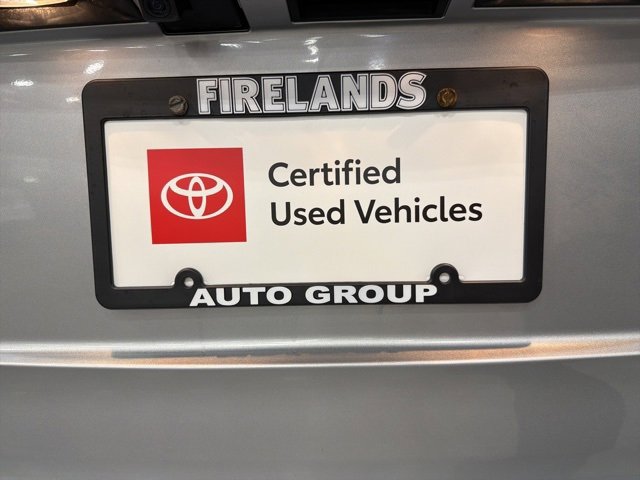 FIRELANDS
Certified
Used Vehicles
AUTO GROUP